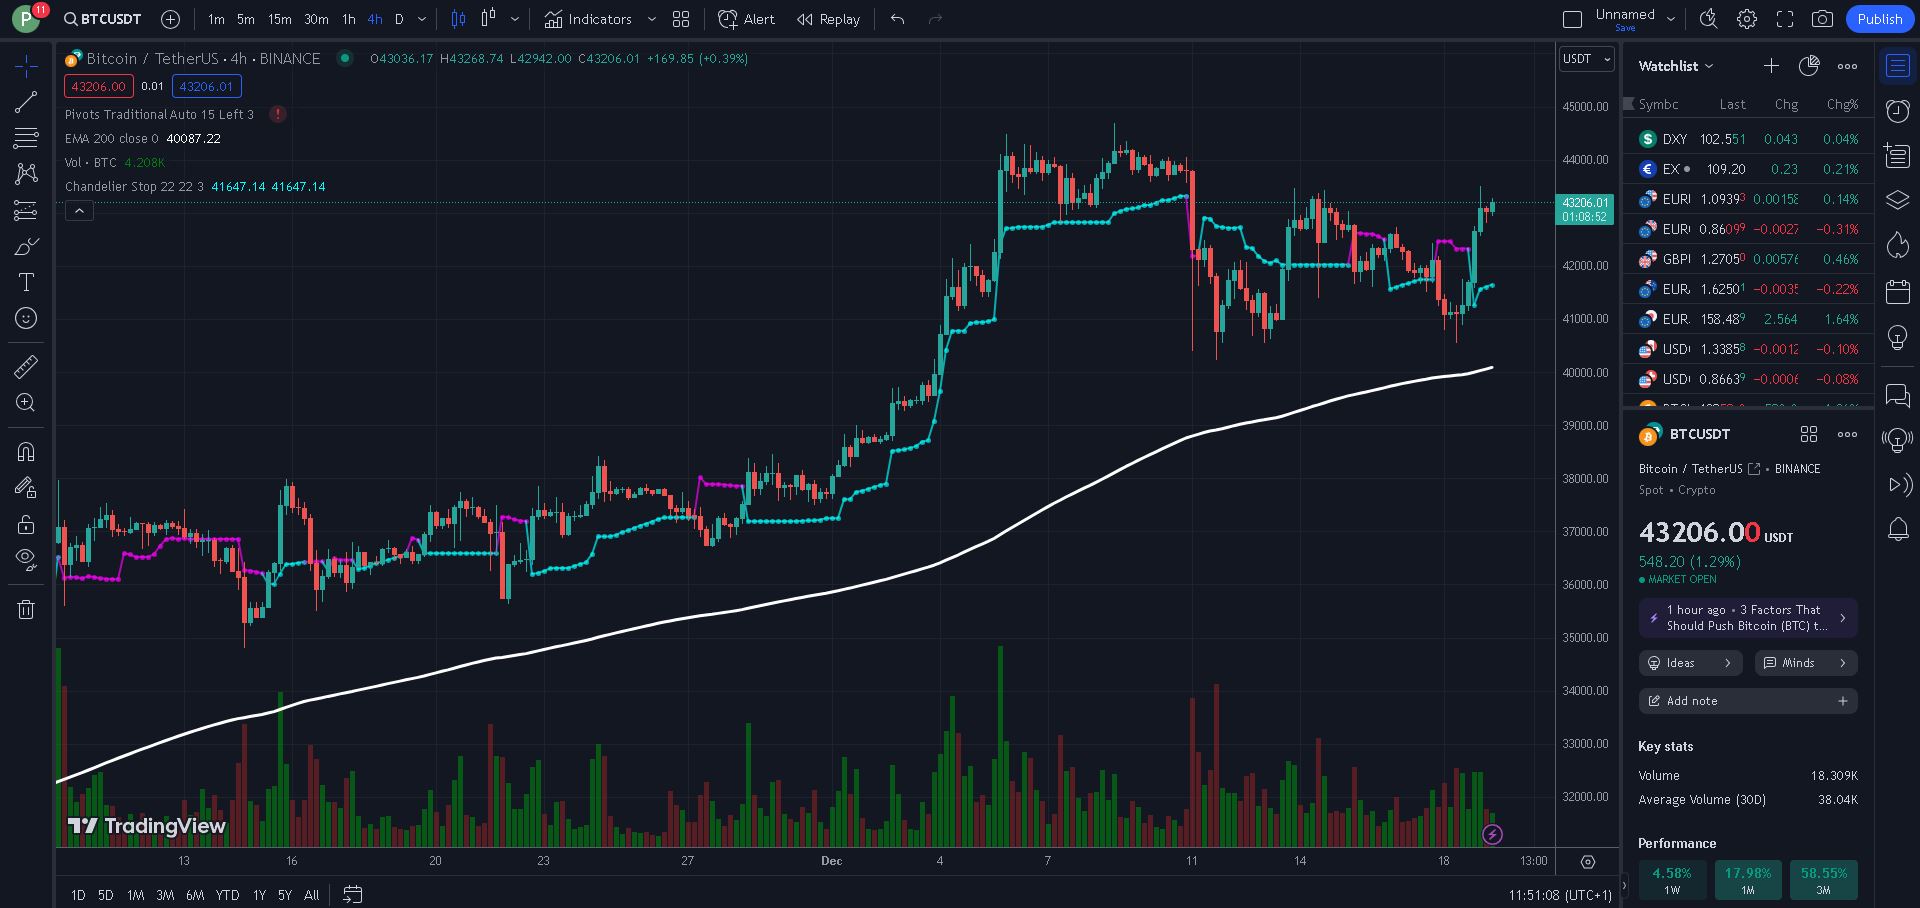 P 11 BTCUSDT 1m 5m 15m 30m 1h 4h D Indicators Alert Replay Unnamed Save Publish
Bitcoin / TetherUS · 4h · BINANCE O43036.17 H43268.74 L42942.00 C43206.01 +169.85 (+0.39%)
43206.00 0.01 43206.01
Pivots Traditional Auto 15 Left 3 !
EMA 200 close 0 40087.22
Vol · BTC 4.208K
Chandelier Stop 22 22 3 41647.14 41647.14
USDT
45000.00
44000.00
43206.01
01:08:52
42000.00
41000.00
40000.00
39000.00
38000.00
37000.00
36000.00
35000.00
34000.00
33000.00
32000.00
TradingView
13 16 20 23 27 Dec 4 7 11 14 18 13:00
1D 5D 1M 3M 6M YTD 1Y 5Y All 11:51:08 (UTC+1)
Watchlist
Symbc Last Chg Chg%
DXY 102.551 0.043 0.04%
EX 109.20 0.23 0.21%
EUR 1.09393 0.00158 0.14%
EUR 0.86099 −0.0027 −0.31%
GBP 1.27050 0.00576 0.46%
EUR 1.62501 −0.0035 −0.22%
EUR 158.489 2.564 1.64%
USD 1.33858 −0.0012 −0.10%
USD 0.86639 −0.0006 −0.08%
BTCUSDT
Bitcoin / TetherUS • BINANCE
Spot • Crypto
43206.00 USDT
548.20 (1.29%)
MARKET OPEN
1 hour ago • 3 Factors That
Should Push Bitcoin (BTC) t...
Ideas Minds
Add note
Key stats
Volume 18.309K
Average Volume (30D) 38.04K
Performance
4.58% 17.98% 58.55%
1W 1M 3M